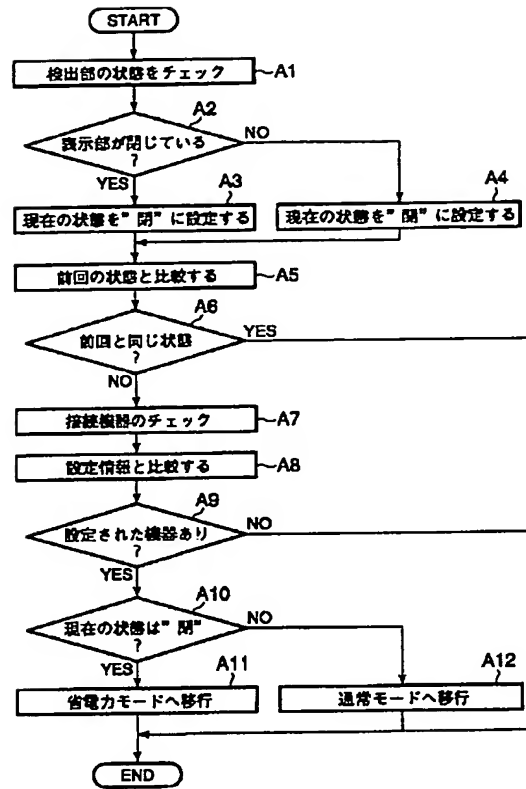 START
検出部の状態をチェック
A1
A2
表示部が閉じている
?
NO
YES
A3
A4
現在の状態を"閉"に設定する
現在の状態を"閉"に設定する
前回の状態と比較する
A5
A6
前回と同じ状態
?
YES
NO
接続機器のチェック
A7
設定情報と比較する
A8
A9
設定された機器あり
?
NO
YES
A10
現在の状態は"閉"
?
NO
YES
A11
A12
省電力モードへ移行
通常モードへ移行
END